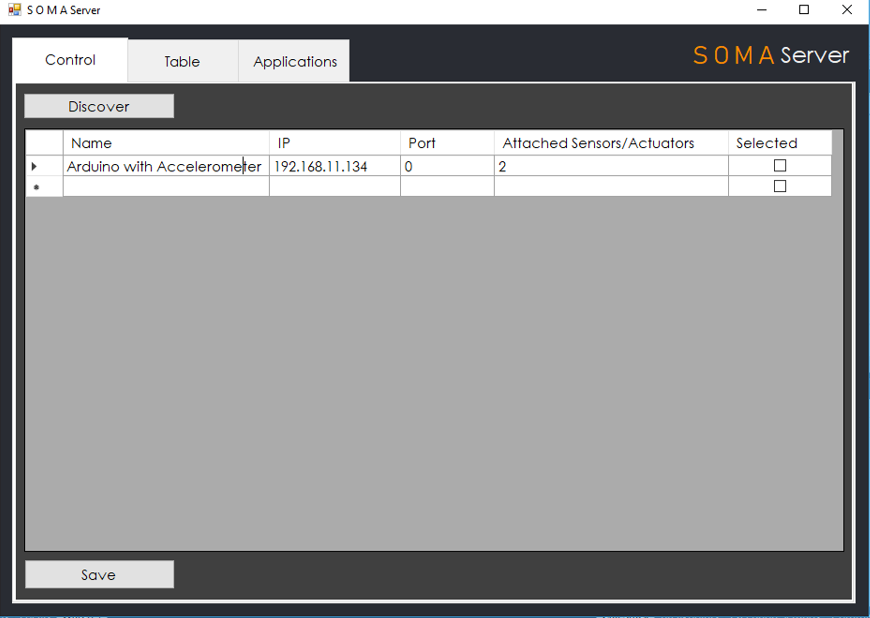 S O M A Server
Control Table Applications
S O M A Server
Discover
Name IP Port Attached Sensors/Actuators Selected
Arduino with Accelerometer 192.168.11.134 0 2
Save